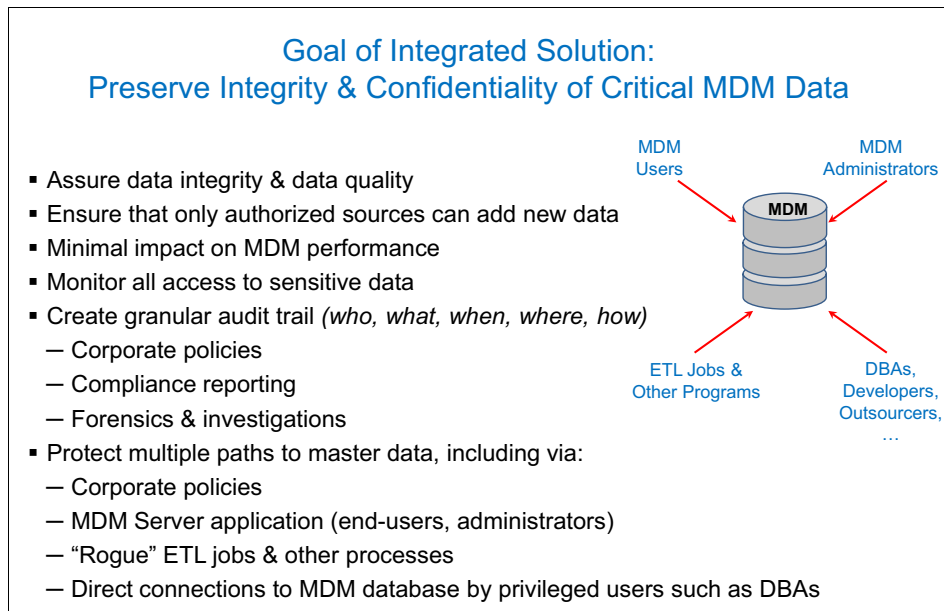 Goal of Integrated Solution:
Preserve Integrity & Confidentiality of Critical MDM Data
▪ Assure data integrity & data quality
▪ Ensure that only authorized sources can add new data
▪ Minimal impact on MDM performance
▪ Monitor all access to sensitive data
▪ Create granular audit trail (who, what, when, where, how)
— Corporate policies
— Compliance reporting
— Forensics & investigations
▪ Protect multiple paths to master data, including via:
— Corporate policies
— MDM Server application (end-users, administrators)
— “Rogue” ETL jobs & other processes
— Direct connections to MDM database by privileged users such as DBAs
MDM
Users
MDM
Administrators
MDM
ETL Jobs &
Other Programs
DBAs,
Developers,
Outsourcers,
…